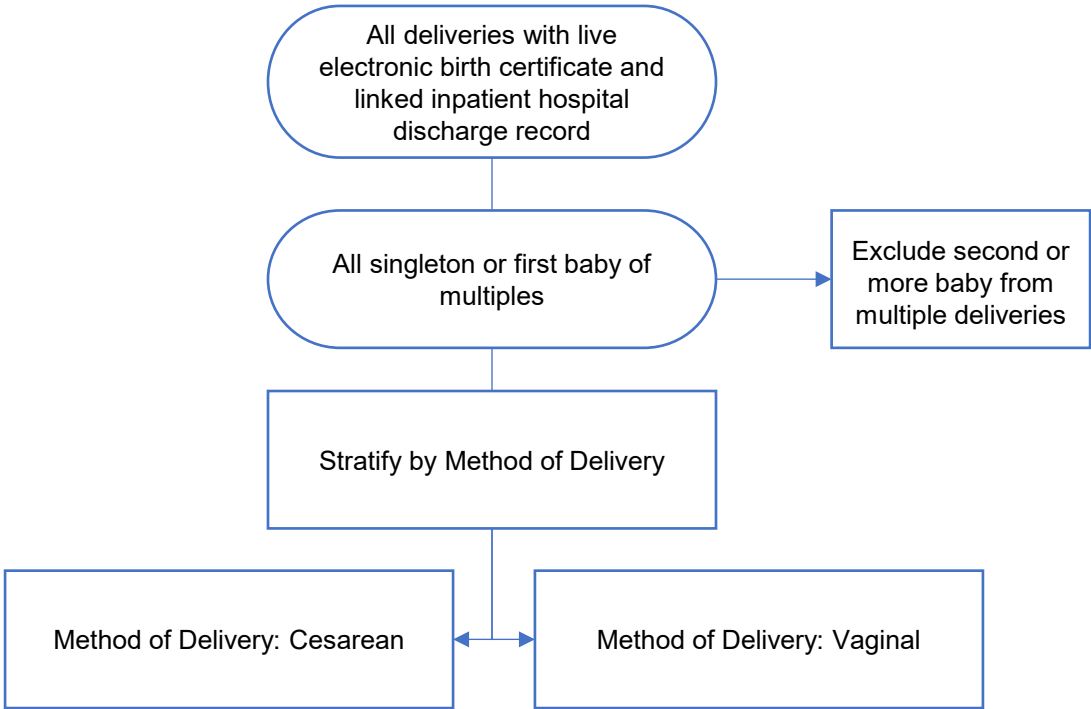 All deliveries with live
electronic birth certificate and
linked inpatient hospital
discharge record
All singleton or first baby of
multiples
Exclude second or
more baby from
multiple deliveries
Stratify by Method of Delivery
Method of Delivery: Cesarean
Method of Delivery: Vaginal